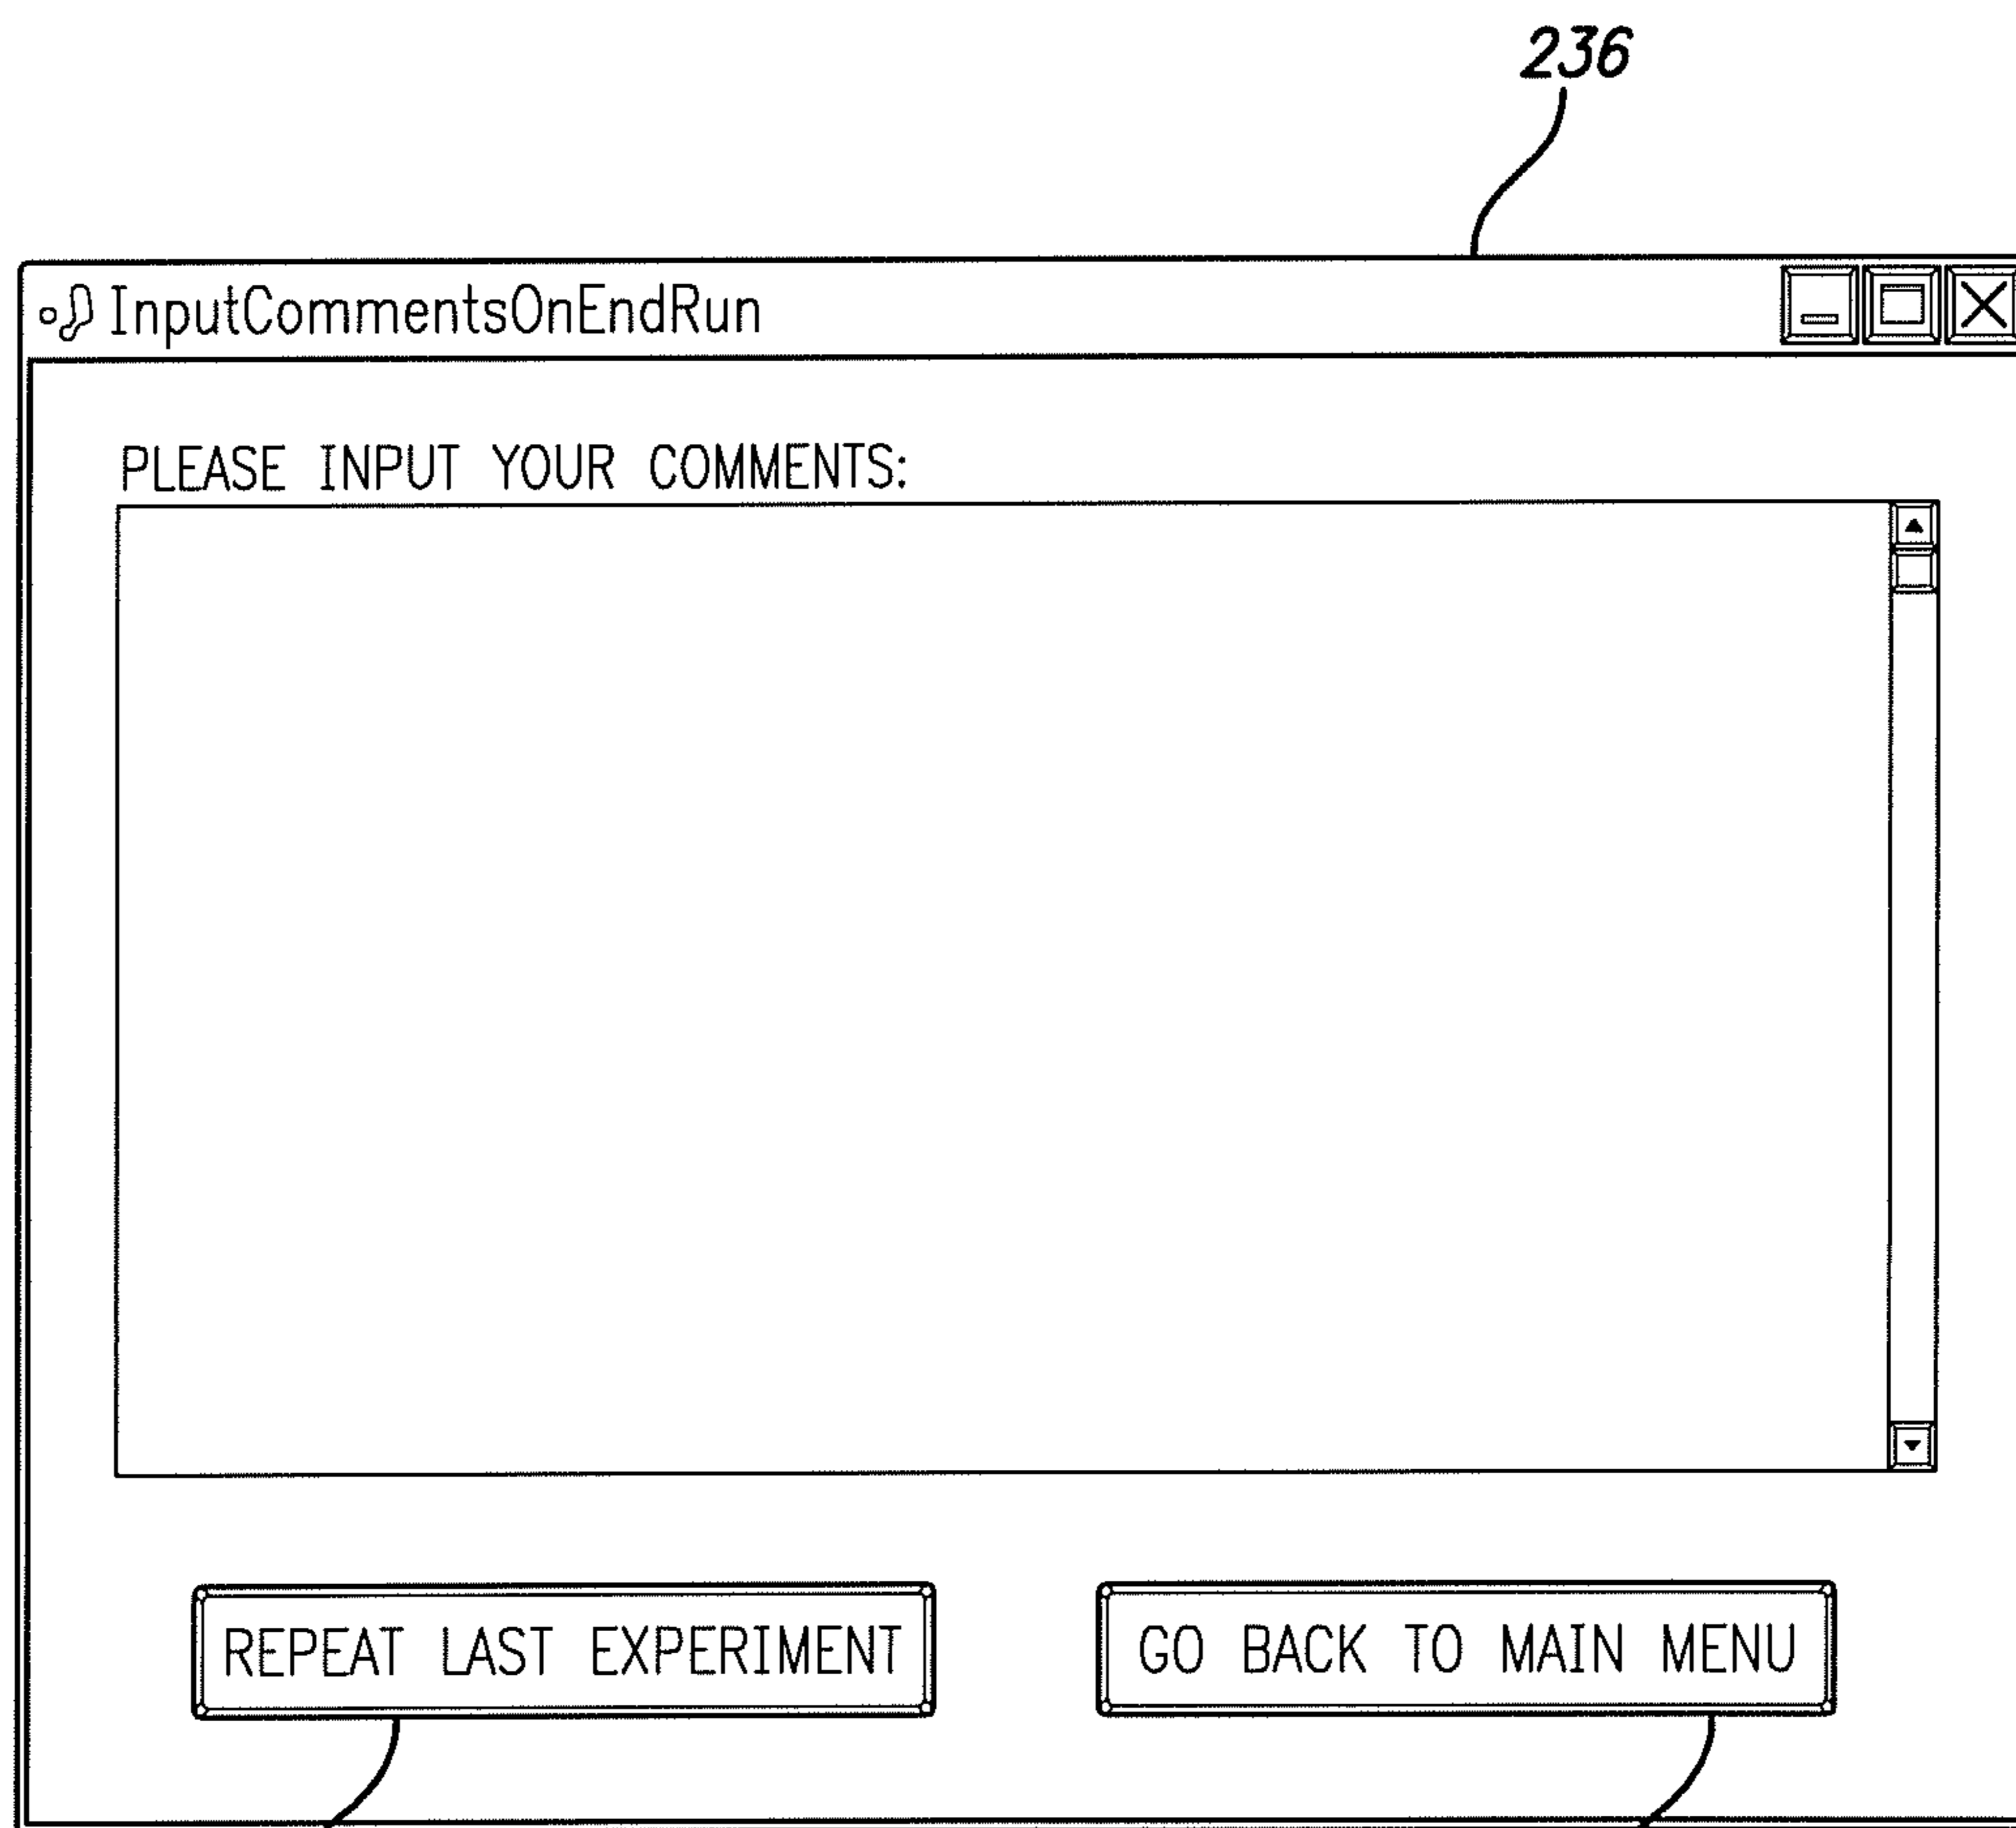 236
InputCommentsOnEndRun
PLEASE INPUT YOUR COMMENTS:
REPEAT LAST EXPERIMENT
GO BACK TO MAIN MENU